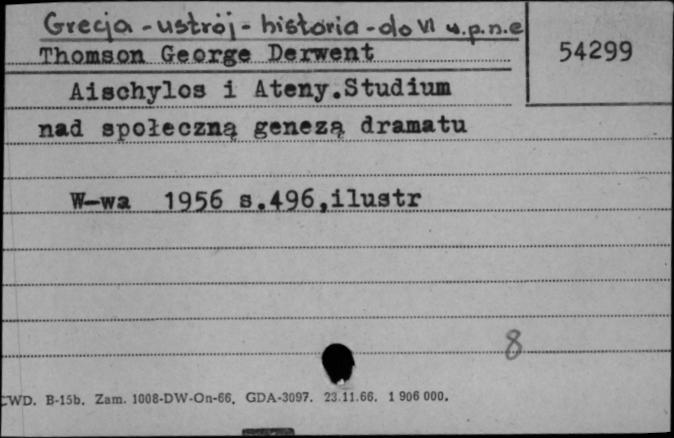 Grecja - ustrój - historia - do VI w.p.n.e
Thomson George Derwent
54299
Aischylos i Ateny.Studium
nad społeczną genezą dramatu
W-wa 1956 s.496,ilustr
8
CWD. B-15b. Zam. 1008-DW-On-66. GDA-3097. 23.11.66. 1 906 000.